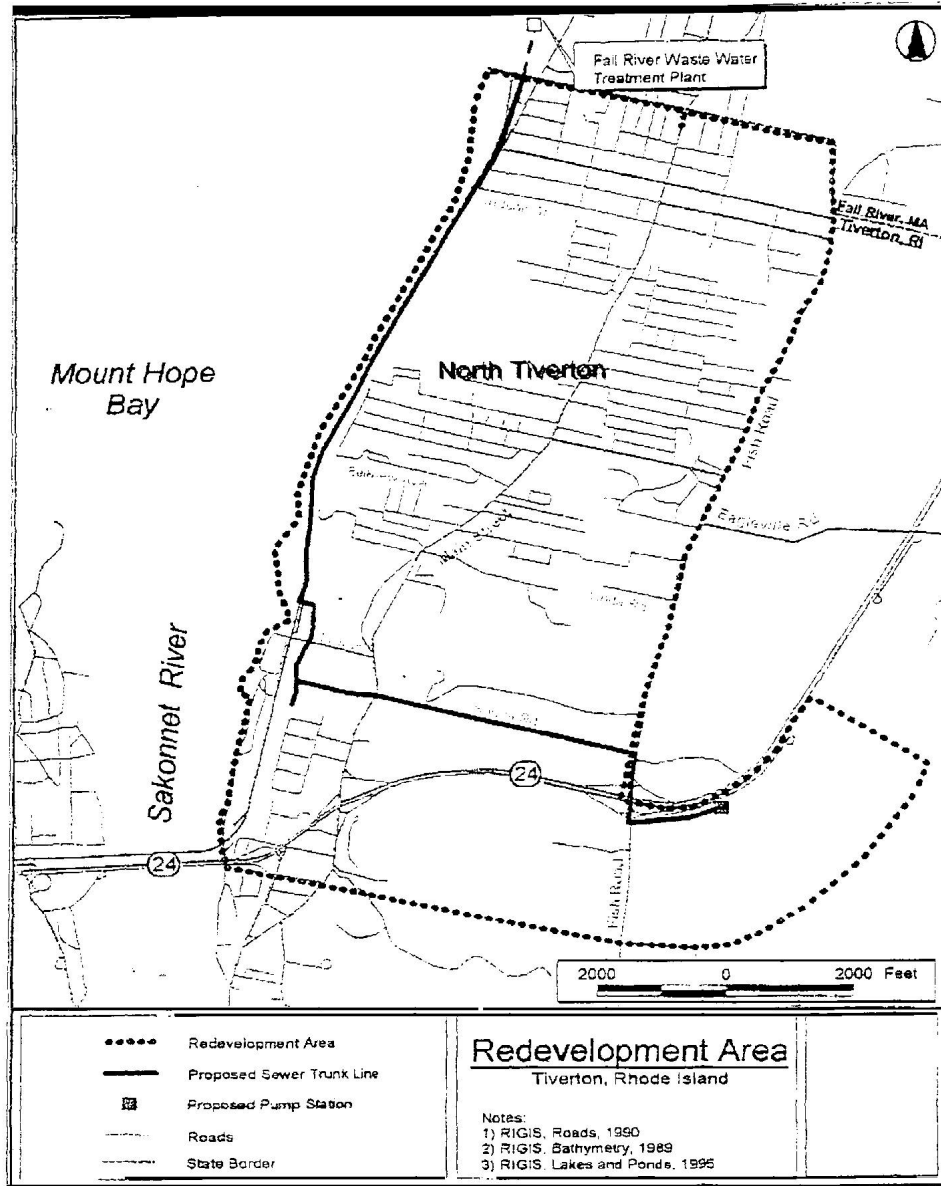 Fall River Waste Water
Treatment Plant
Fall River, MA
Tiverton, RI
Mount Hope
Bay
North Tiverton
Fish Road
Eagleville Rd
Main Street
Sakonnet River
24
24
Fish Road
2000 0 2000 Feet
Redevelopment Area
Proposed Sewer Trunk Line
Proposed Pump Station
Roads
State Border
Redevelopment Area
Tiverton, Rhode Island
Notes:
1) RIGIS, Roads, 1990
2) RIGIS, Bathymetry, 1989
3) RIGIS, Lakes and Ponds, 1995